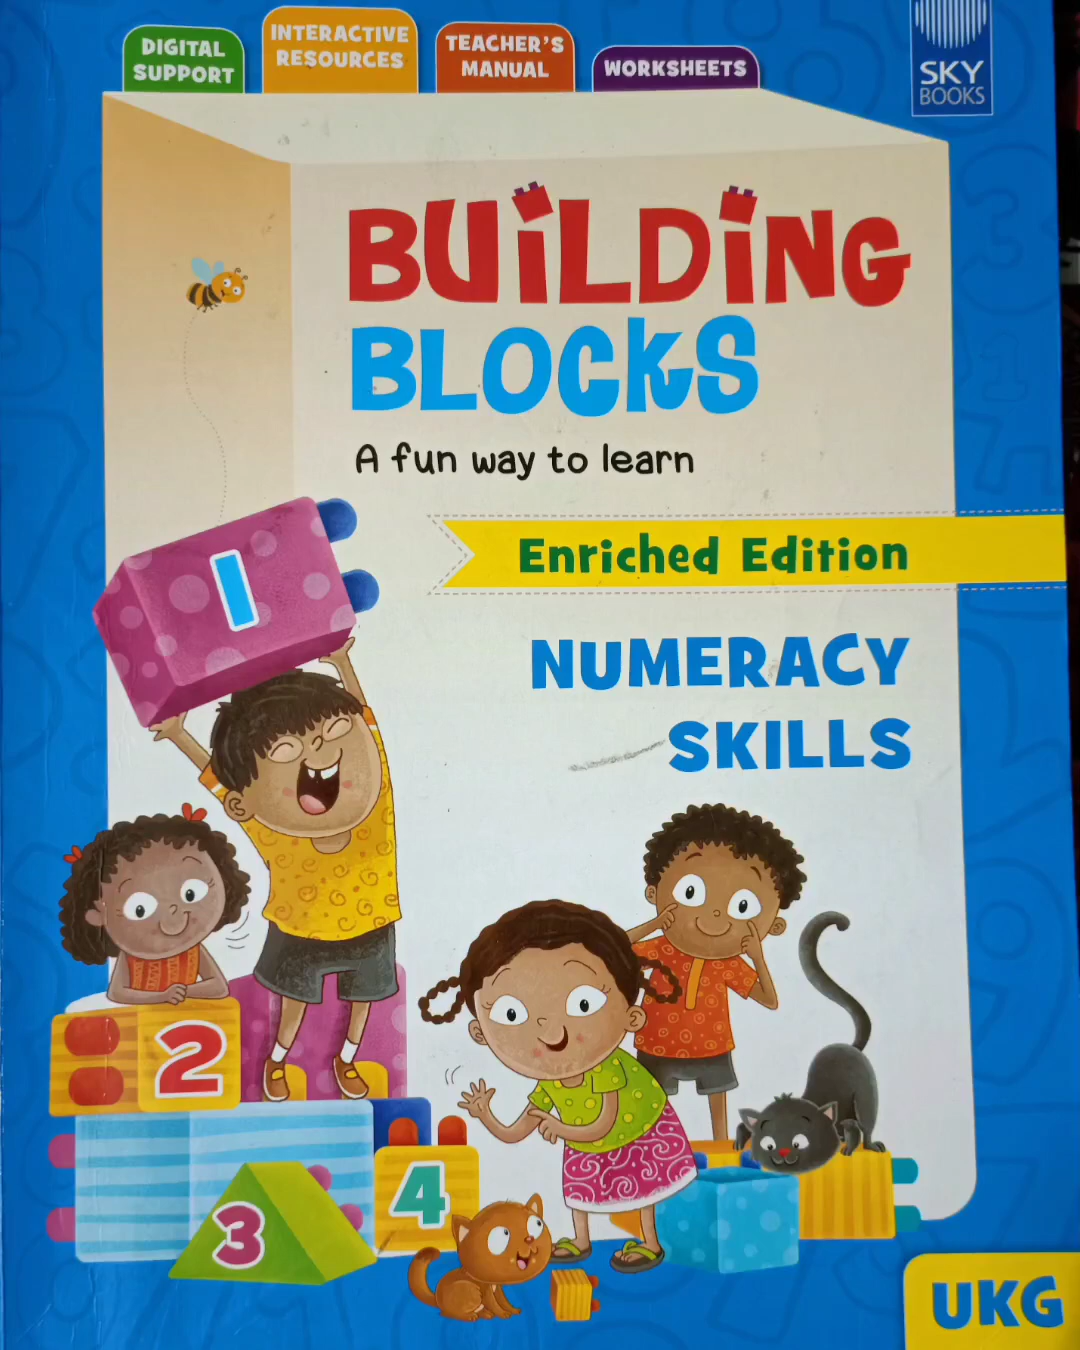 DIGITAL
SUPPORT
INTERACTIVE
RESOURCES
TEACHER'S
MANUAL
WORKSHEETS
SKY
BOOKS
BUiLDiNG
BLOCKS
A fun way to learn
Enriched Edition
NUMERACY
SKILLS
1
2
3
4
UKG